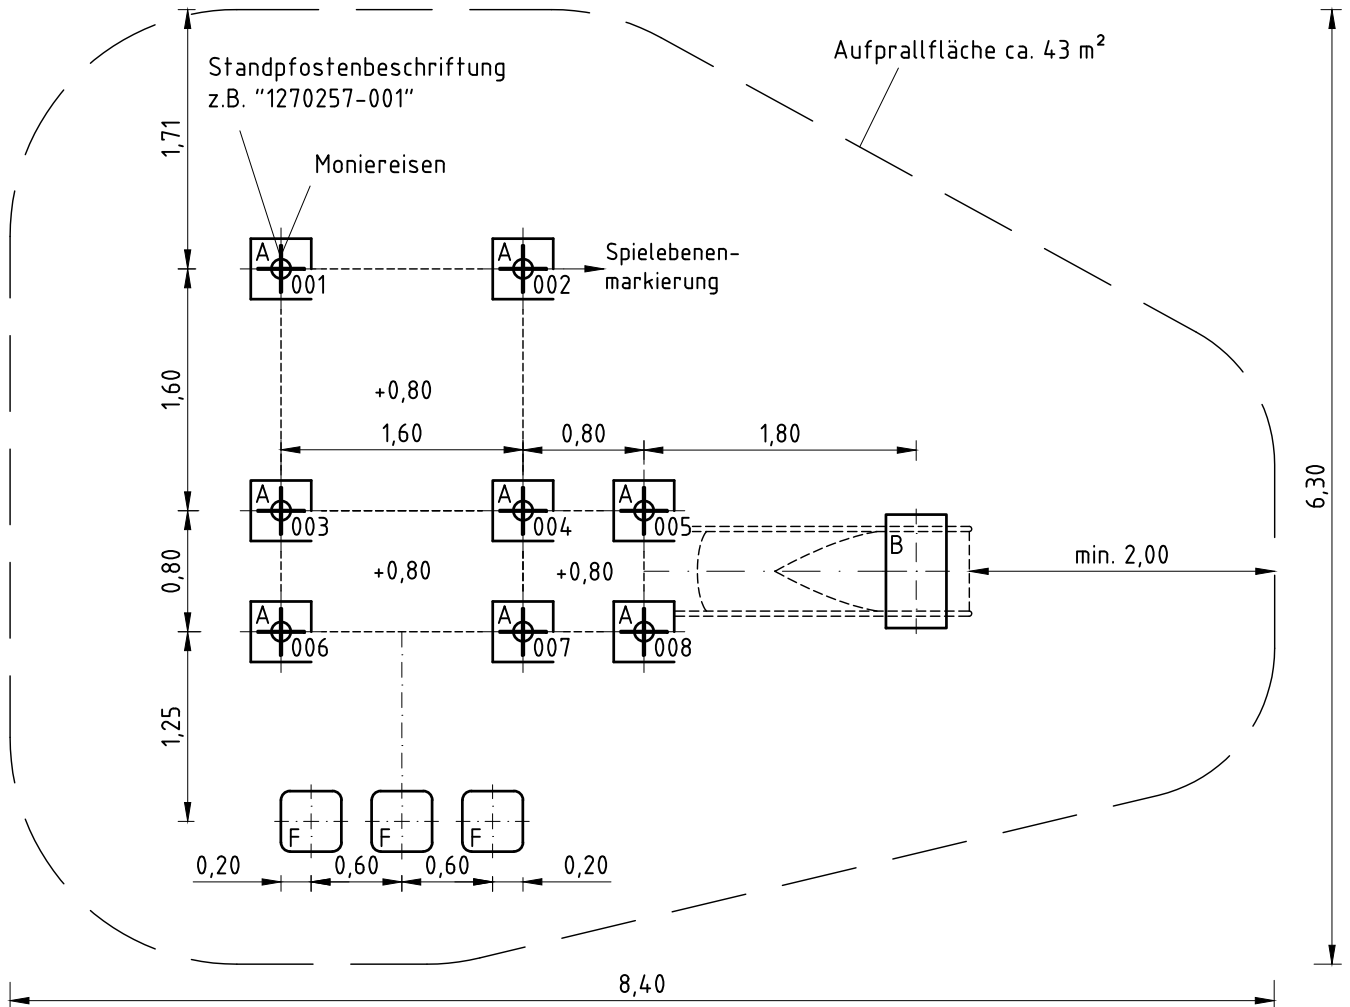 Aufprallfläche ca. 43 m²
Standpfostenbeschriftung
z.B. "1270257-001"
1,71
Moniereisen
A
001
A
002
Spielebenen-
markierung
1,60
+0,80
1,60
0,80
1,80
6,30
A
003
A
004
A
005
B
0,80
+0,80
+0,80
min. 2,00
A
006
A
007
A
008
1,25
F
F
F
0,20
0,60
0,60
0,20
8,40